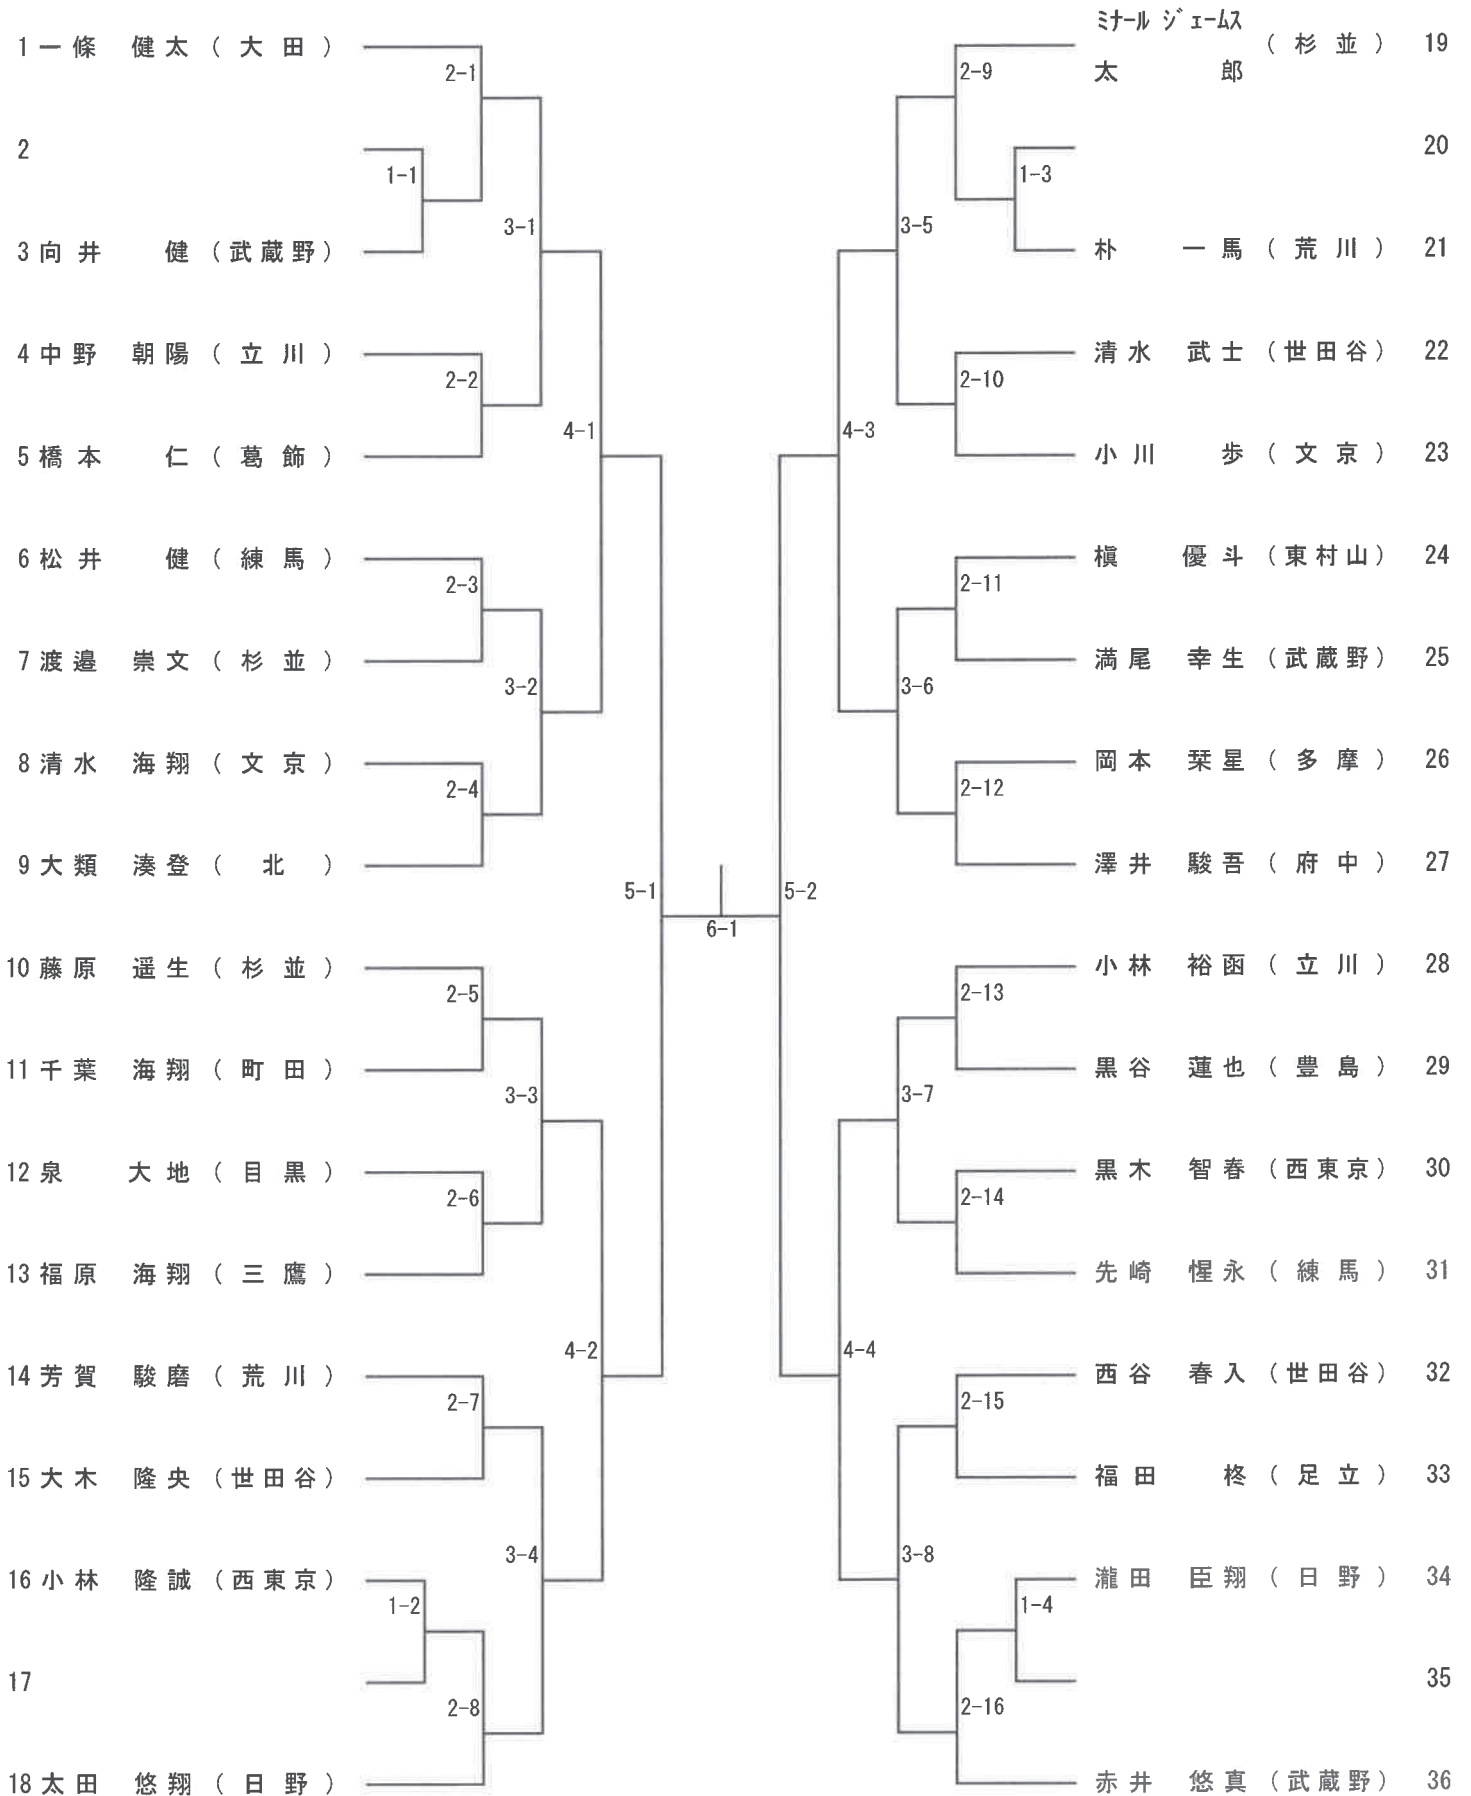 1 一條 健太 (大田)
2-1
2
1-1
3 向井 健 (武蔵野)
3-1
4 中野 朝陽 (立川)
2-2
5 橋本 仁 (葛飾)
4-1
6 松井 健 (練馬)
2-3
7 渡邉 崇文 (杉並)
3-2
8 清水 海翔 (文京)
2-4
9 大類 湊登 (北)
5-1
10 藤原 遥生 (杉並)
2-5
11 千葉 海翔 (町田)
3-3
12 泉 大地 (目黒)
2-6
13 福原 海翔 (三鷹)
4-2
14 芳賀 駿磨 (荒川)
2-7
15 大木 隆央 (世田谷)
3-4
16 小林 隆誠 (西東京)
1-2
17
2-8
18 太田 悠翔 (日野)
6-1
ミナール ジェームス
太郎 (杉並) 19
2-9
20
1-3
3-5
朴 一馬 (荒川) 21
清水 武士 (世田谷) 22
2-10
4-3
小川 歩 (文京) 23
槇 優斗 (東村山) 24
2-11
満尾 幸生 (武蔵野) 25
3-6
岡本 栞星 (多摩) 26
2-12
澤井 駿吾 (府中) 27
5-2
小林 裕函 (立川) 28
2-13
黒谷 蓮也 (豊島) 29
3-7
黒木 智春 (西東京) 30
2-14
先崎 惺永 (練馬) 31
4-4
西谷 春入 (世田谷) 32
2-15
福田 柊 (足立) 33
3-8
瀧田 臣翔 (日野) 34
1-4
35
2-16
赤井 悠真 (武蔵野) 36